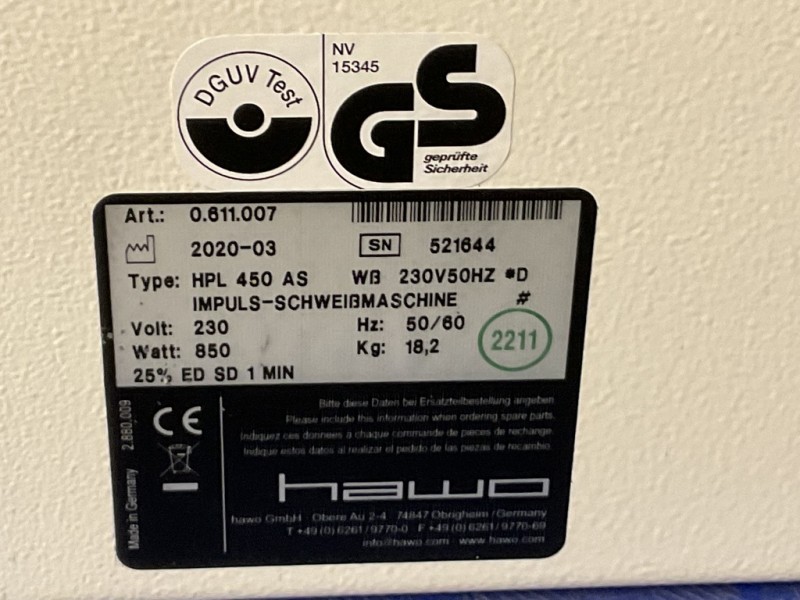 DGUV Test
NV
15345
GS
geprüfte
Sicherheit
Art.: 0.611.007
2020-03 SN 521644
Type: HPL 450 AS Wß 230V50HZ *D
IMPULS-SCHWEIßMASCHINE #
Volt: 230 Hz: 50/60
Watt: 850 Kg: 18,2
2211
25% ED SD 1 MIN
Made in Germany 2.880.009
CE
Bitte diese Daten bei Ersatzteilbestellung angeben.
Please include this information when ordering spare parts.
Indiquez ces données à chaque commande de pièces de rechange.
Indique estos datos al realizar el pedido de las piezas de recambio.
hawo
hawo GmbH Obere Au 2-4 74847 Obrigheim/Germany
T +49 (0) 6261/9770-0 F +49 (0) 6261/9770-69
info@hawo.com www.hawo.com